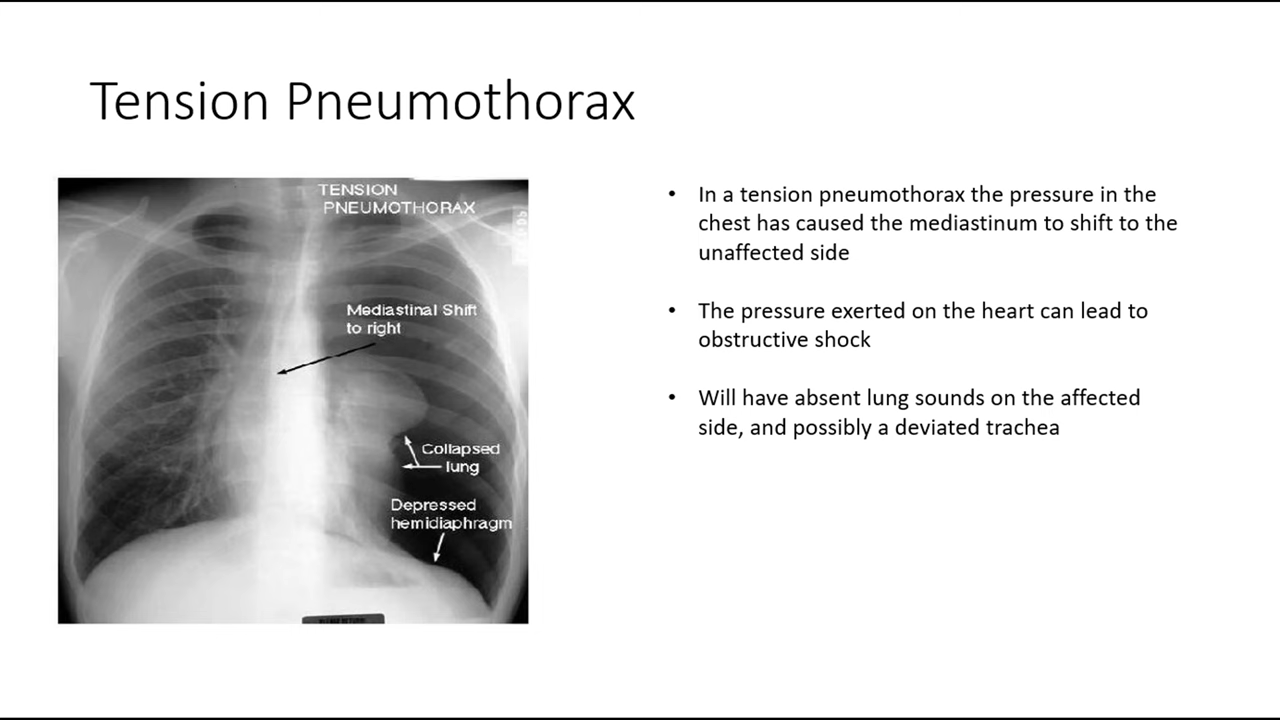 Tension Pneumothorax
TENSION
PNEUMOTHORAX
Mediastinal Shift
to right
Collapsed
lung
Depressed
hemidiaphragm
• In a tension pneumothorax the pressure in the
chest has caused the mediastinum to shift to the
unaffected side
• The pressure exerted on the heart can lead to
obstructive shock
• Will have absent lung sounds on the affected
side, and possibly a deviated trachea